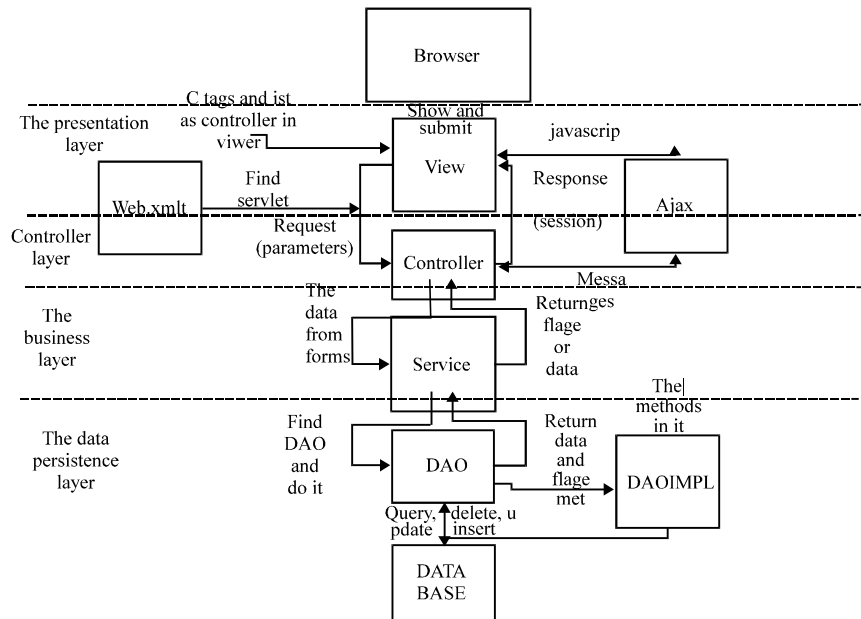 Browser
C tags and ist
as controller in
viwer
Show and
submit
The presentation
layer
javascrip
View
Find
servlet
Response
Web.xmlt
Ajax
Request
(parameters)
(session)
Controller
layer
Controller
Messa
The
data
from
forms
Returnges
flage
or
data
The
business
layer
Service
The
methods
in it
Find
DAO
and
do it
Return
data
and
flage
met
The data
persistence
layer
DAO
DAOIMPL
Query, delete, u
pdate insert
DATA
BASE